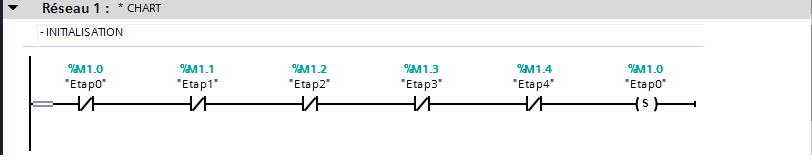 Réseau 1 : * CHART
- INITIALISATION
%M1.0 %M1.1 %M1.2 %M1.3 %M1.4 %M1.0
"Etap0" "Etap1" "Etap2" "Etap3" "Etap4" "Etap0"
S